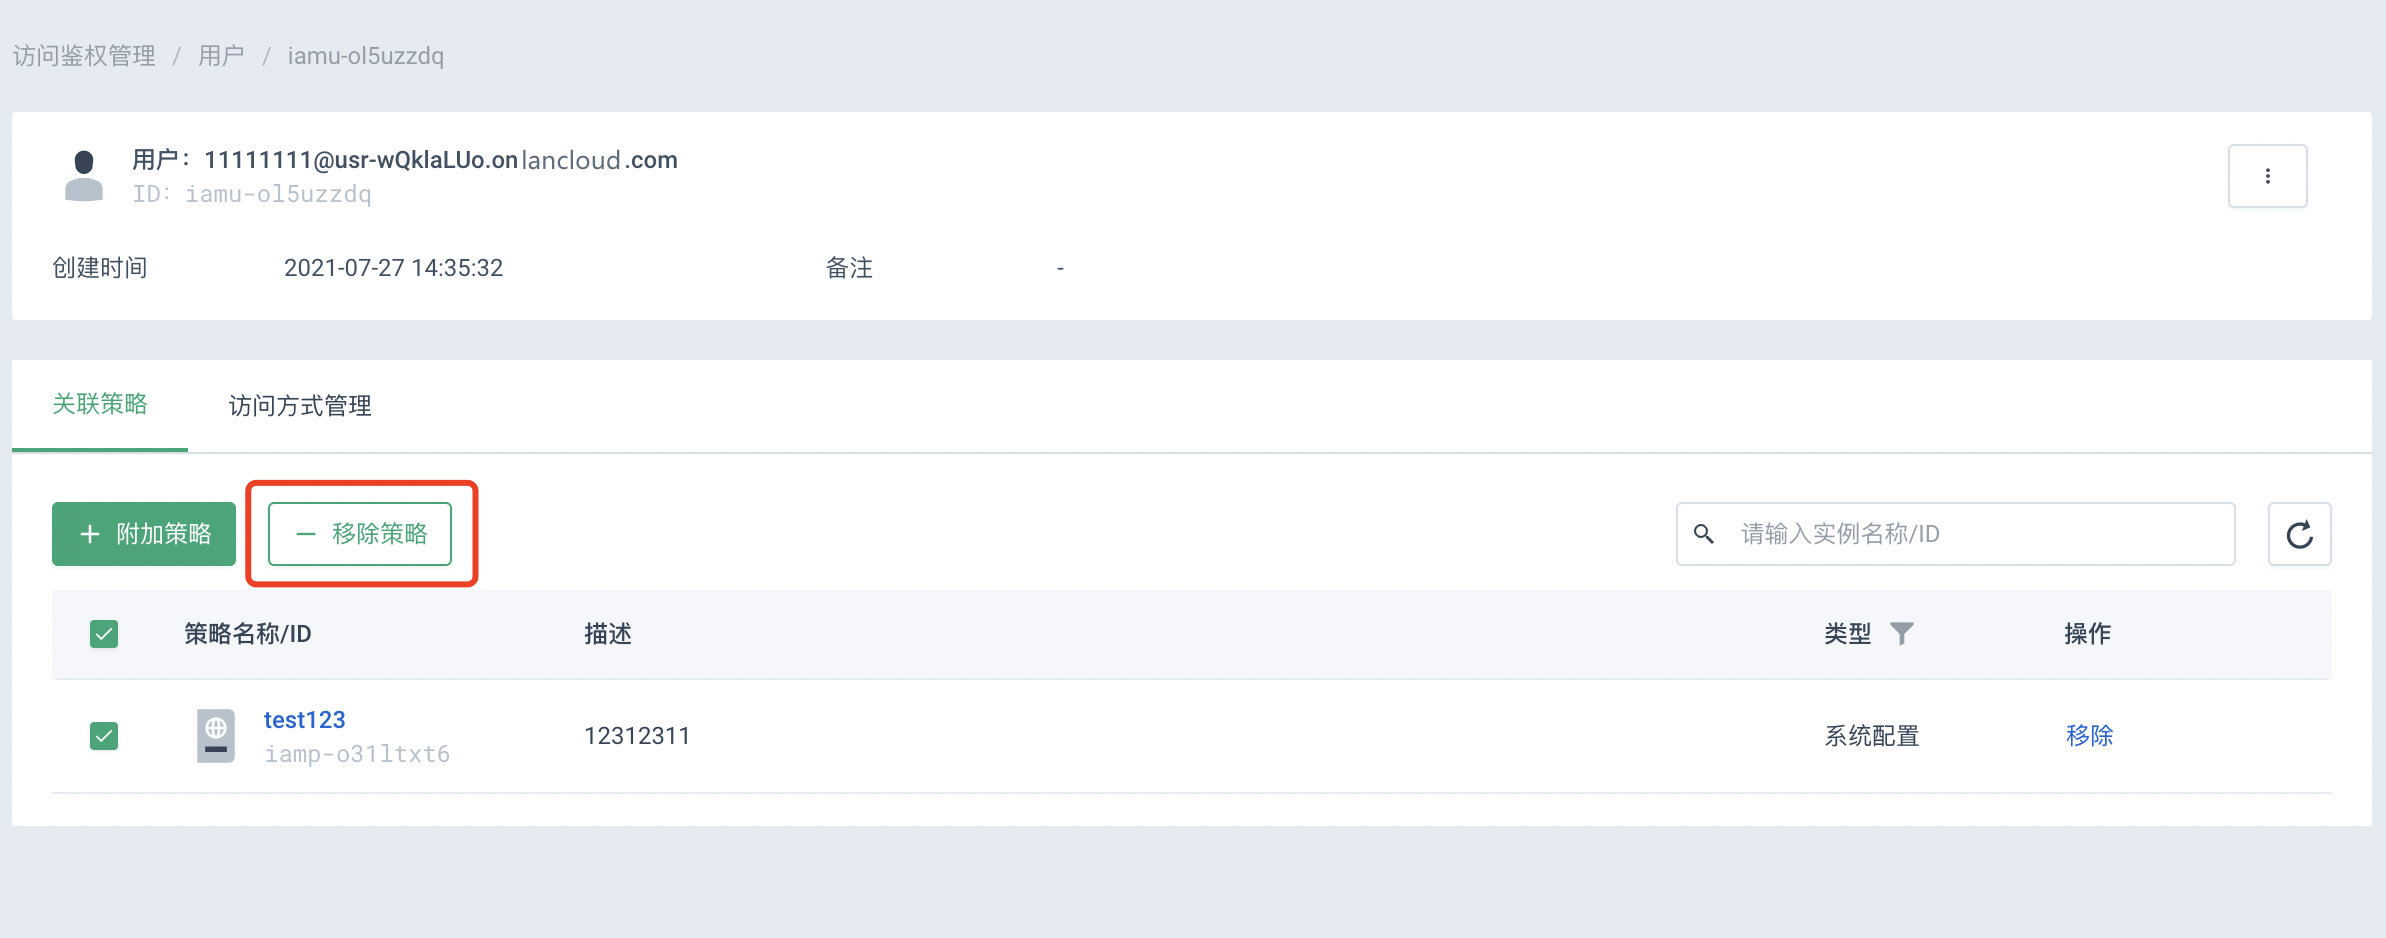 访问鉴权管理 / 用户 / iamu-ol5uzzdq
用户：11111111@usr-wQklaLUo.onlancloud.com
ID: iamu-ol5uzzdq
创建时间 2021-07-27 14:35:32 备注 -
关联策略 访问方式管理
+ 附加策略 — 移除策略 请输入实例名称/ID
策略名称/ID 描述 类型 操作
test123
iamp-o31ltxt6
12312311 系统配置 移除